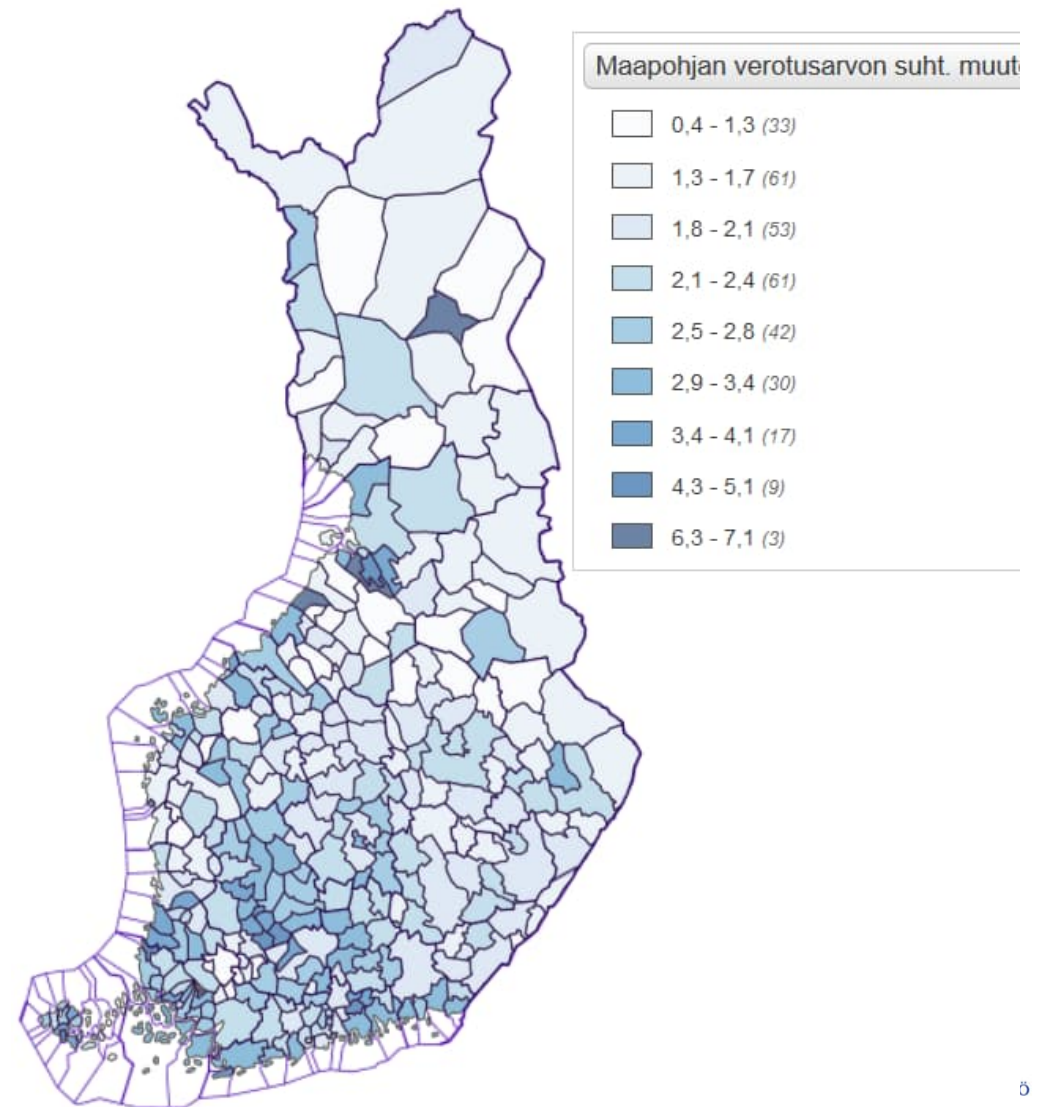 Maapohjan verotusarvon suht. muut
0,4 - 1,3 (33)
1,3 - 1,7 (61)
1,8 - 2,1 (53)
2,1 - 2,4 (61)
2,5 - 2,8 (42)
2,9 - 3,4 (30)
3,4 - 4,1 (17)
4,3 - 5,1 (9)
6,3 - 7,1 (3)
ö